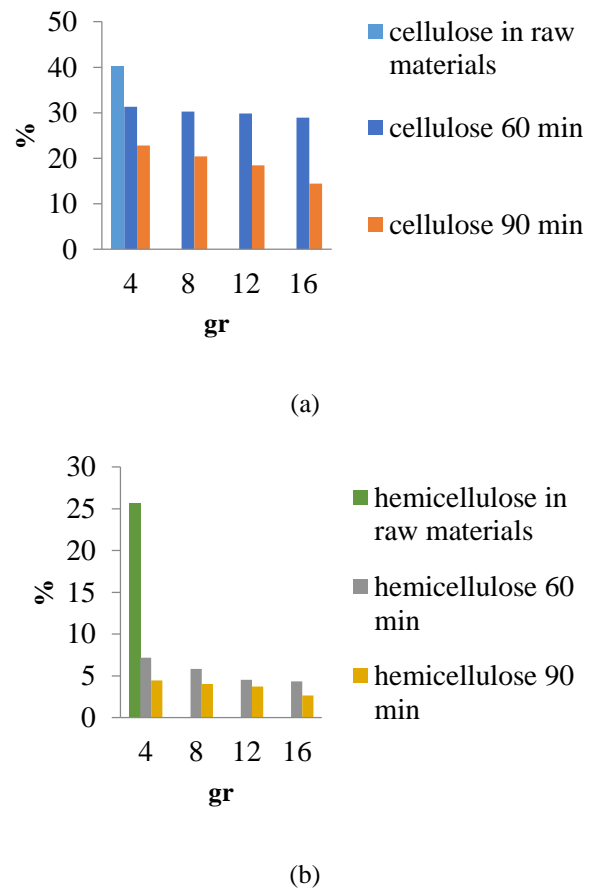 50
40
30
20
10
0
%
4 8 12 16
gr
cellulose in raw
materials
cellulose 60 min
cellulose 90 min
(a)
30
25
20
15
10
5
0
%
4 8 12 16
gr
hemicellulose in
raw materials
hemicellulose 60
min
hemicellulose 90
min
(b)